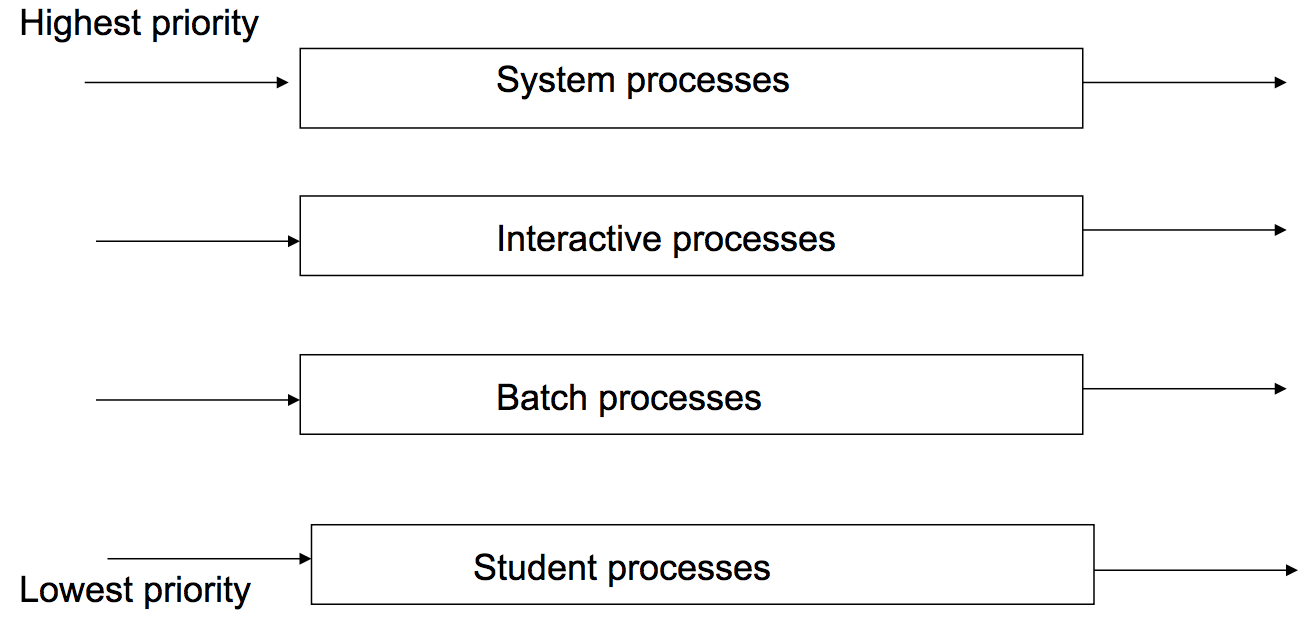 Highest priority
System processes
Interactive processes
Batch processes
Student processes
Lowest priority